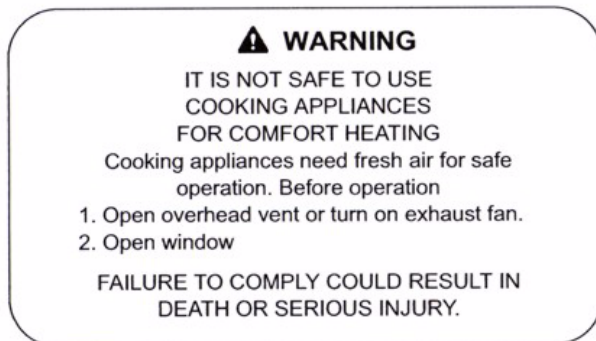 WARNING
IT IS NOT SAFE TO USE
COOKING APPLIANCES
FOR COMFORT HEATING
Cooking appliances need fresh air for safe
operation. Before operation
1. Open overhead vent or turn on exhaust fan.
2. Open window
FAILURE TO COMPLY COULD RESULT IN
DEATH OR SERIOUS INJURY.